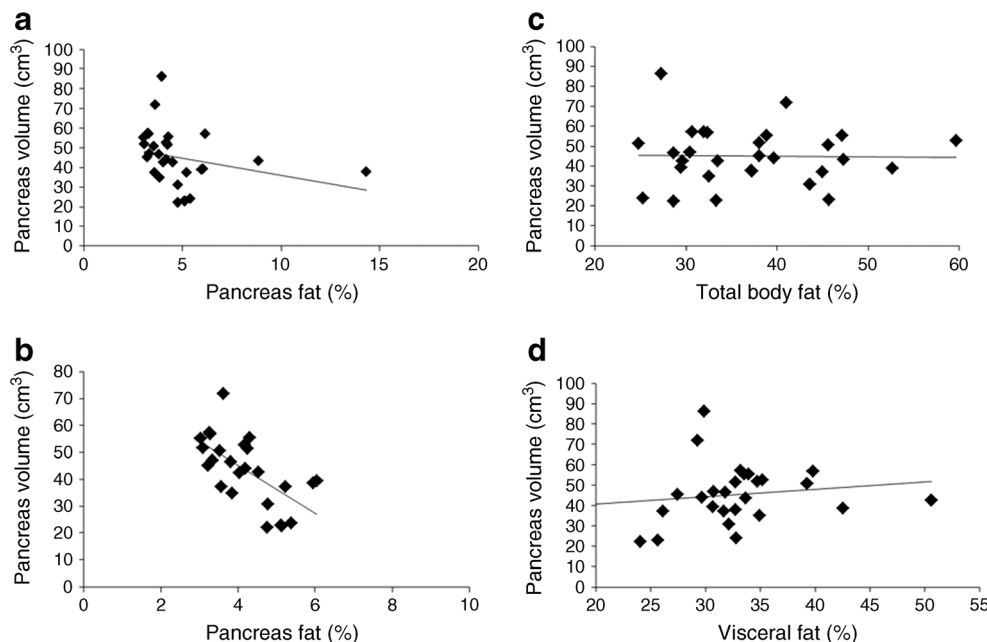 a
Pancreas volume (cm³)
100
90
80
70
60
50
40
30
20
10
0
0 5 10 15 20
Pancreas fat (%)
b
Pancreas volume (cm³)
80
70
60
50
40
30
20
10
0
0 2 4 6 8 10
Pancreas fat (%)
c
Pancreas volume (cm³)
100
90
80
70
60
50
40
30
20
10
0
20 30 40 50 60
Total body fat (%)
d
Pancreas volume (cm³)
100
90
80
70
60
50
40
30
20
10
0
20 25 30 35 40 45 50 55
Visceral fat (%)